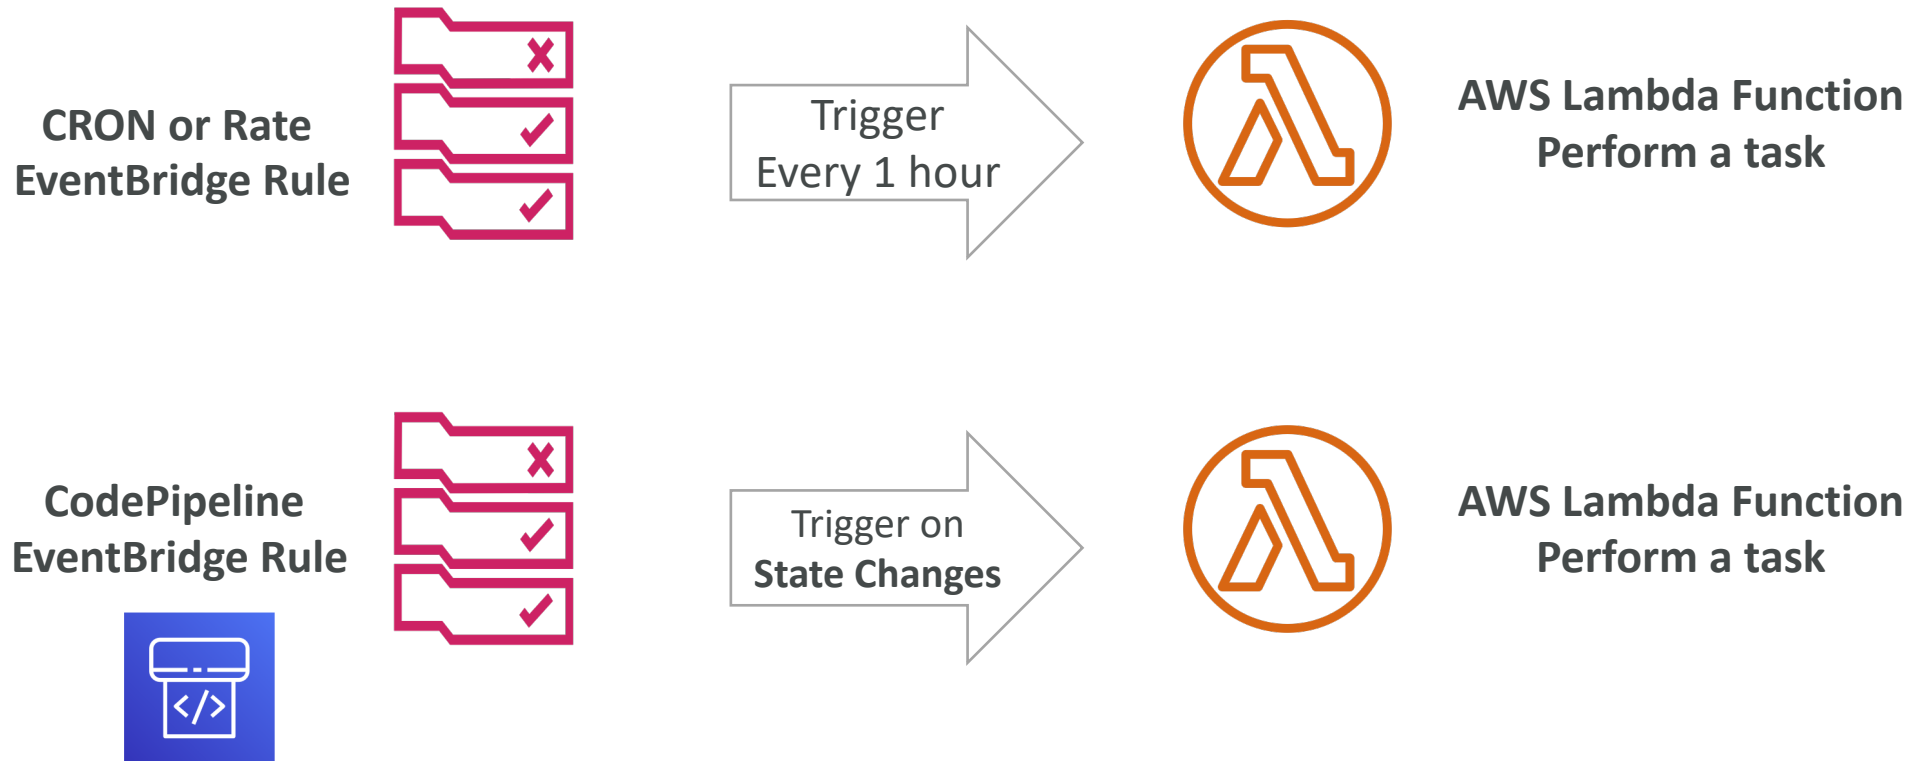 CRON or Rate
EventBridge Rule
Trigger
Every 1 hour
AWS Lambda Function
Perform a task
CodePipeline
EventBridge Rule
</>
Trigger on
State Changes
AWS Lambda Function
Perform a task